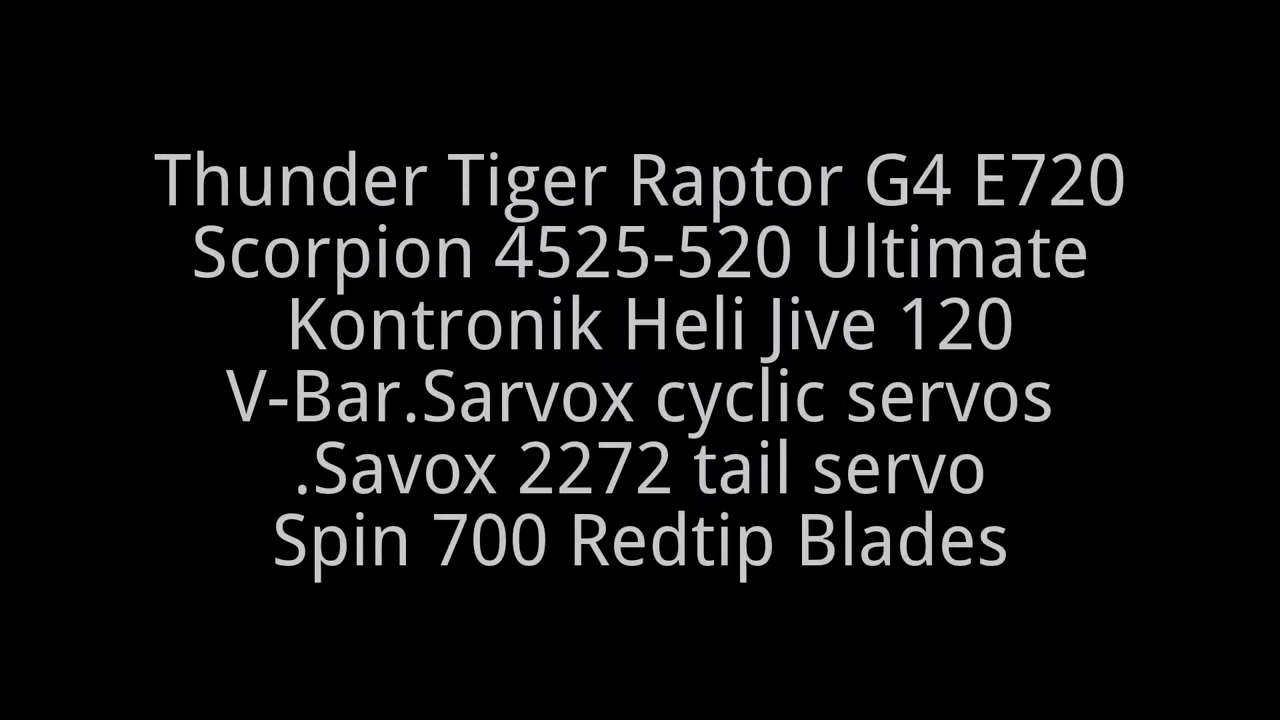 Thunder Tiger Raptor G4 E720
Scorpion 4525-520 Ultimate
Kontronik Heli Jive 120
V-Bar.Sarvox cyclic servos
.Savox 2272 tail servo
Spin 700 Redtip Blades